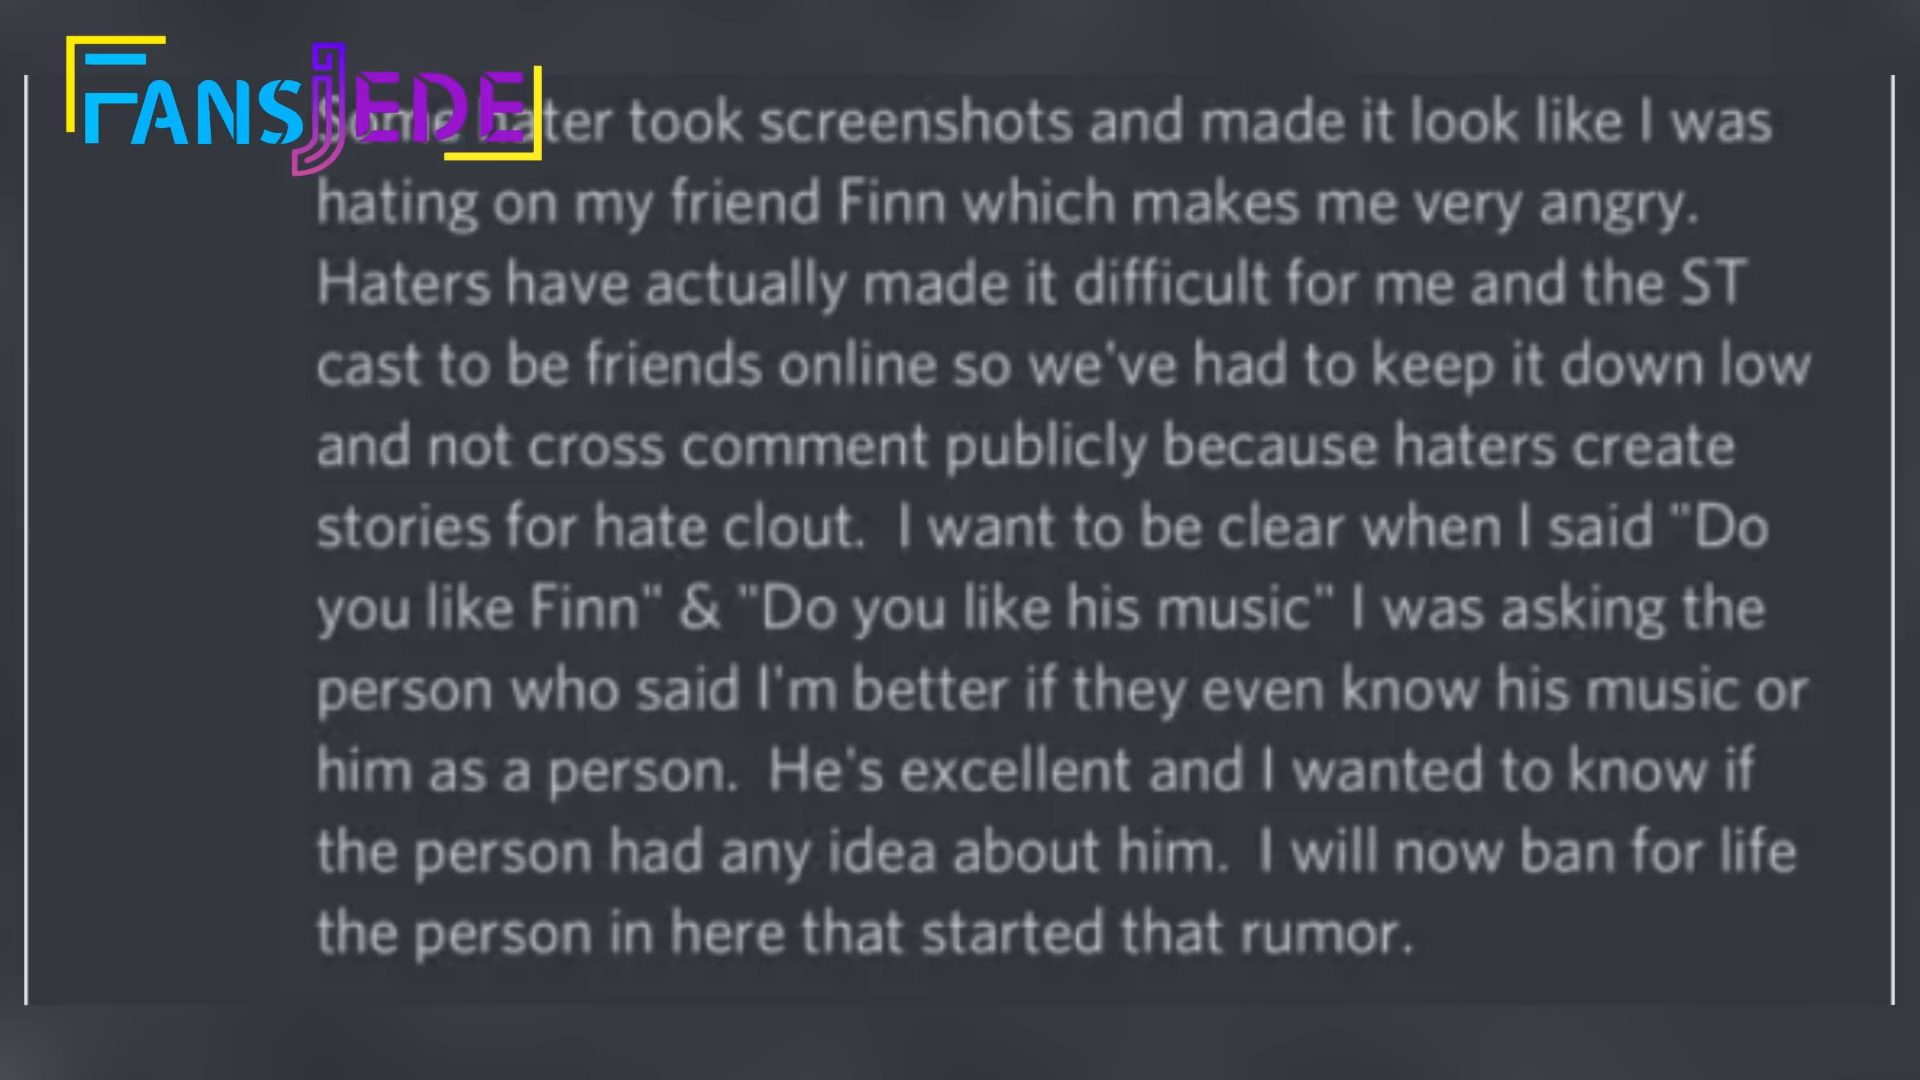 FANSJEDE
Some hater took screenshots and made it look like I was
hating on my friend Finn which makes me very angry.
Haters have actually made it difficult for me and the ST
cast to be friends online so we've had to keep it down low
and not cross comment publicly because haters create
stories for hate clout. I want to be clear when I said "Do
you like Finn" & "Do you like his music" I was asking the
person who said I'm better if they even know his music or
him as a person. He's excellent and I wanted to know if
the person had any idea about him. I will now ban for life
the person in here that started that rumor.